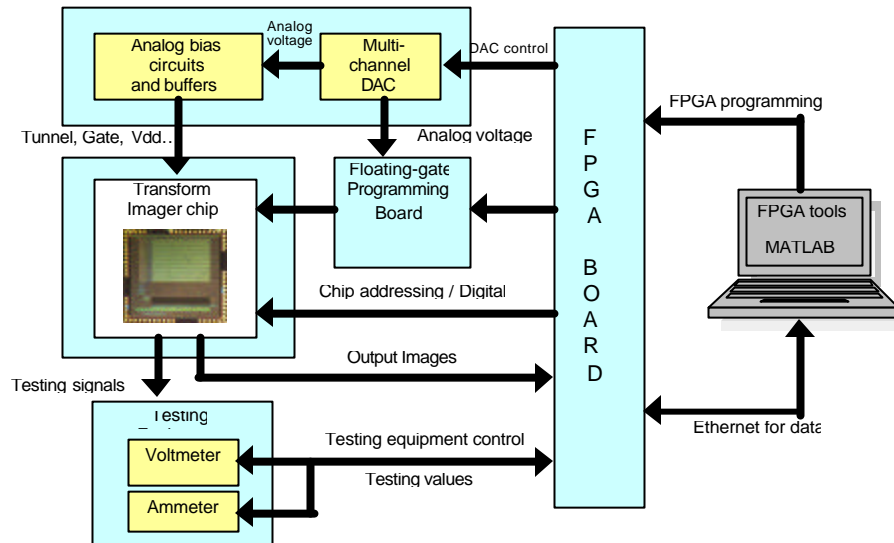 Analog bias
circuits
and buffers
Analog
voltage
Multi-
channel
DAC
DAC control
Tunnel, Gate, Vdd..
Analog voltage
FPGA programming
Transform
Imager chip
Floating-gate
Programming
Board
FPGA BOARD
FPGA tools
MATLAB
Chip addressing / Digital
Output Images
Testing signals
Ethernet for data
Testing
Voltmeter
Ammeter
Testing equipment control
Testing values